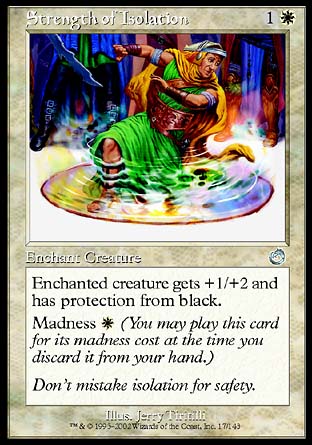 Strength of Isolation 1
Enchant Creature
Enchanted creature gets +1/+2 and
has protection from black.
Madness (You may play this card
for its madness cost at the time you
discard it from your hand.)
Don't mistake isolation for safety.
Illus. Jerry Tiritilli
™ & © 1993-2002 Wizards of the Coast, Inc. 17/143